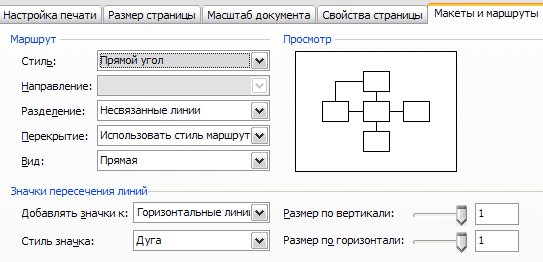 Настройка печати Размер страницы Масштаб документа Свойства страницы Макеты и маршруты
Маршрут Просмотр
Стиль: Прямой угол
Направление:
Разделение: Несвязанные линии
Перекрытие: Использовать стиль маршрут
Вид: Прямая
Значки пересечения линий
Добавлять значки к: Горизонтальные лини Размер по вертикали: 1
Стиль значка: Дуга Размер по горизонтали: 1